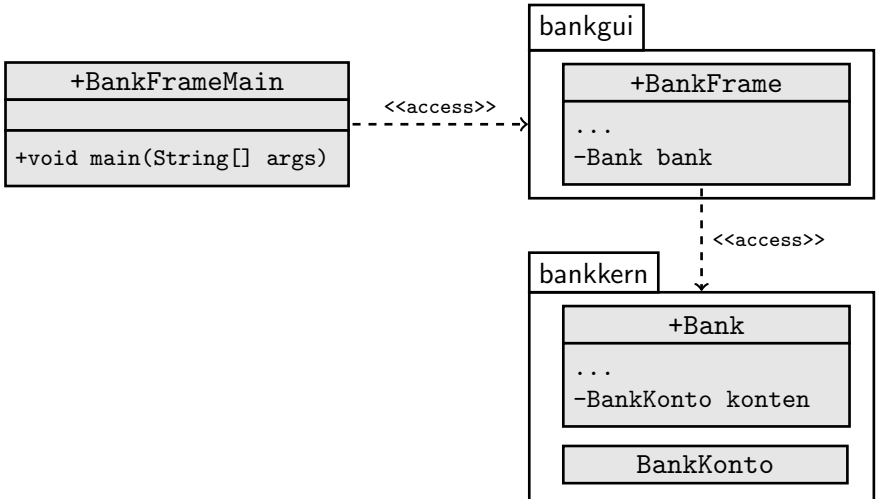 bankgui
+BankFrameMain
+void main(String[] args)
<<access>>
+BankFrame
...
-Bank bank
<<access>>
bankkern
+Bank
...
-BankKonto konten
BankKonto